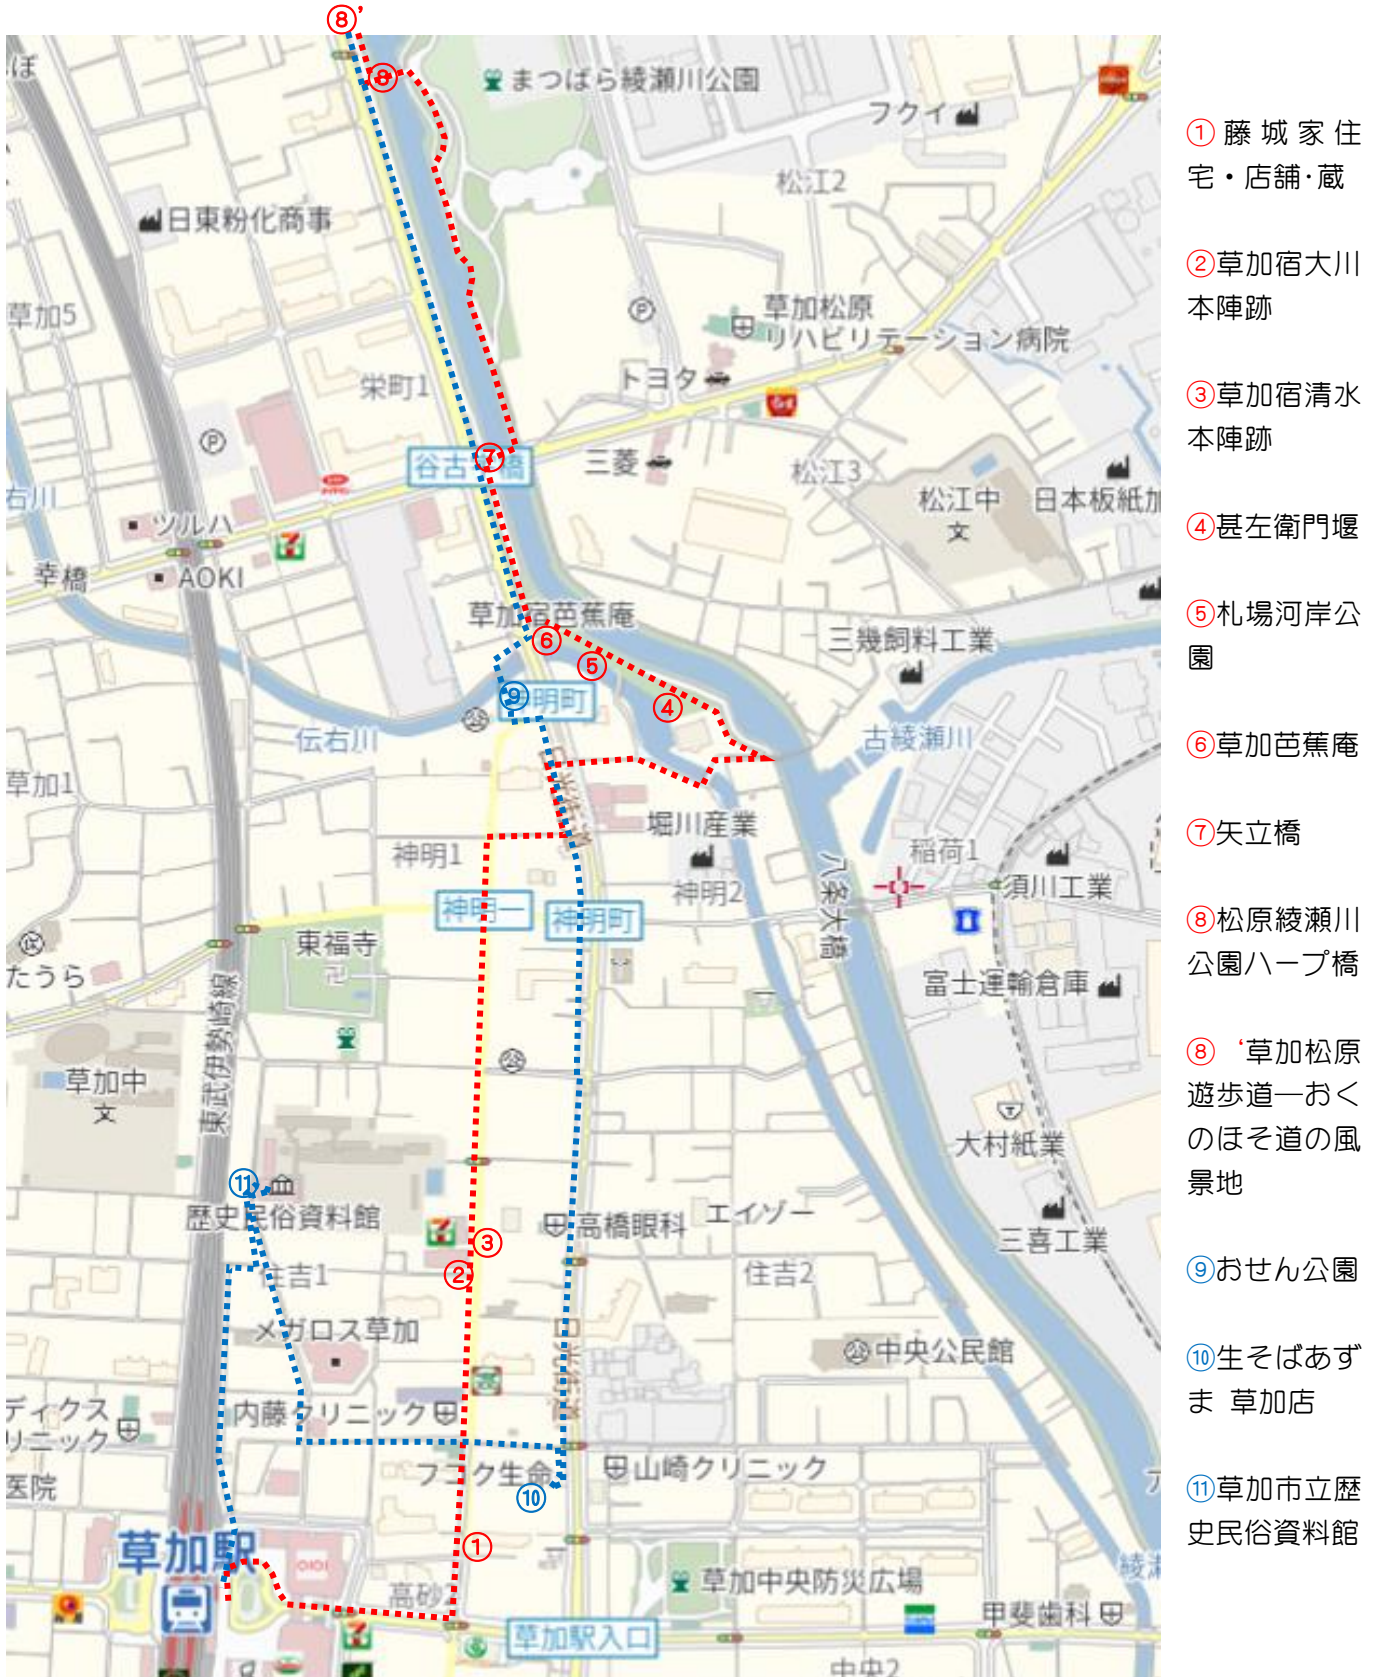 ⑧'
⑧
まつばら綾瀬川公園
フクイ
松江2
日東粉化商事
草加5
草加松原
リハビリテーション病院
トヨタ
栄町1
谷古
⑦
橋
三菱
松江3
松江中
文
日本板紙加
右川
ツルハ
AOKI
幸橋
草加宿芭蕉庵
⑥
⑤
④
三幾飼料工業
⑨
明町
伝右川
古綾瀬川
草加1
堀川産業
神明1
神明2
稲荷1
須川工業
八条大橋
神明一
神明町
東福寺
たうら
富士運輸倉庫
東武伊勢崎線
草加中
文
大村紙業
⑪
歴史民俗資料館
③
②
高橋眼科
エイゾー
三喜工業
住吉1
住吉2
メガロス草加
日光街道
中央公民館
ディクス
リニック
内藤クリニック
医院
フコク生命
⑩
山崎クリニック
草加駅
0101
①
高砂2
草加中央防災広場
綾瀬
甲斐歯科
草加駅入口
中央2
①藤城家住
宅・店舗・蔵
②草加宿大川
本陣跡
③草加宿清水
本陣跡
④甚左衛門堰
⑤札場河岸公
園
⑥草加芭蕉庵
⑦矢立橋
⑧松原綾瀬川
公園ハープ橋
⑧‘草加松原
遊歩道―おく
のほそ道の風
景地
⑨おせん公園
⑩生そばあず
ま 草加店
⑪草加市立歴
史民俗資料館